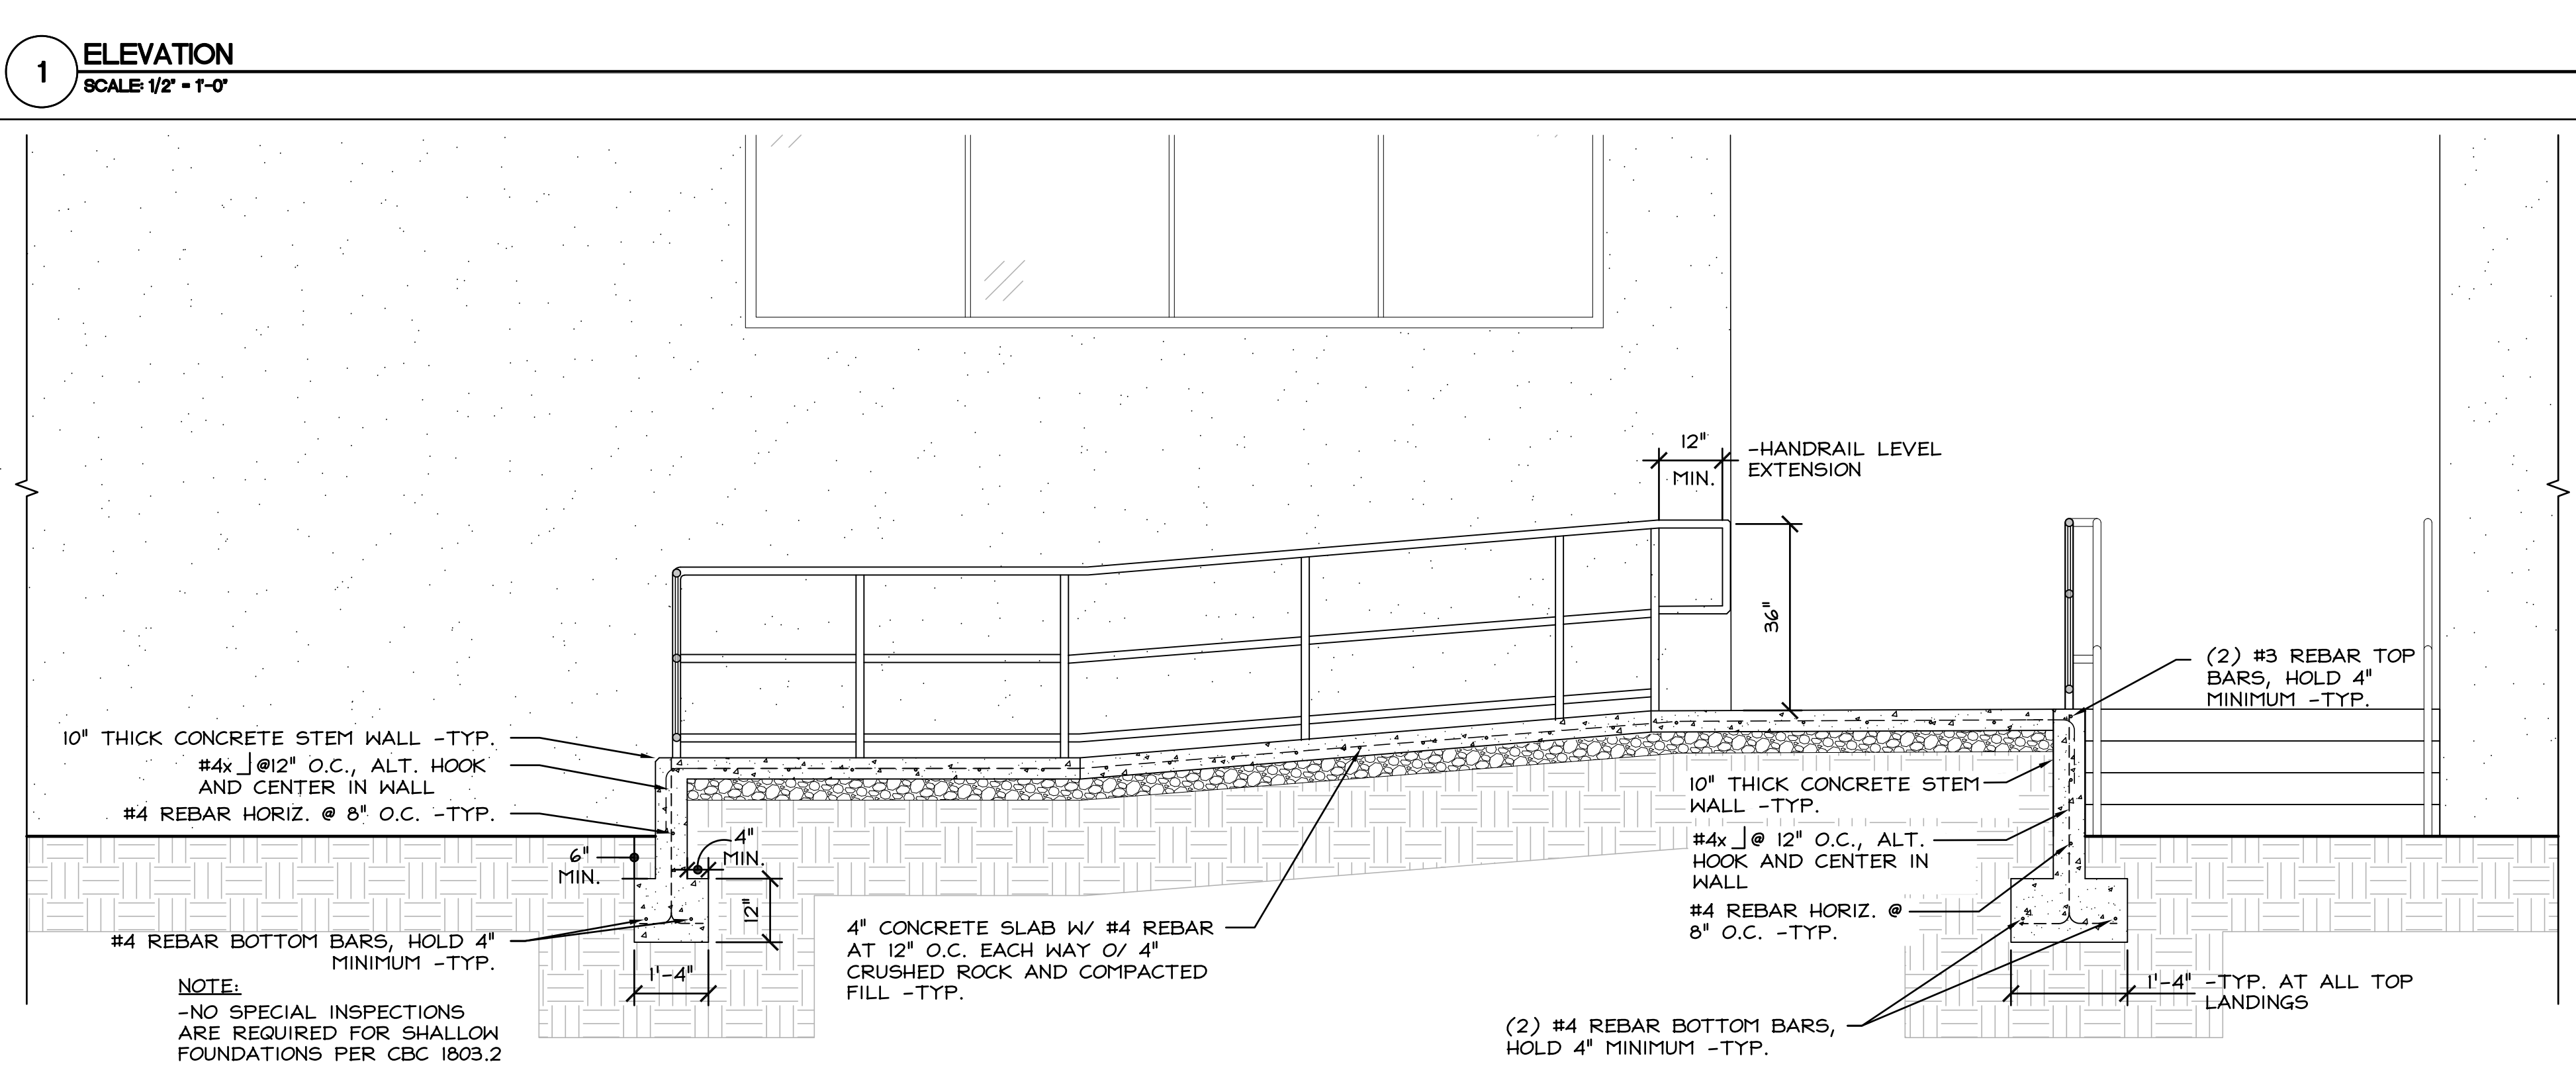 1
ELEVATION
SCALE: 1/2" = 1'-0"
12"
MIN.
-HANDRAIL LEVEL
EXTENSION
36"
(2) #3 REBAR TOP
BARS, HOLD 4"
MINIMUM -TYP.
10" THICK CONCRETE STEM WALL -TYP.
#4x @12" O.C., ALT. HOOK
AND CENTER IN WALL
#4 REBAR HORIZ. @ 8" O.C. -TYP.
6"
MIN.
4"
MIN.
12"
#4 REBAR BOTTOM BARS, HOLD 4"
MINIMUM -TYP.
1'-4"
NOTE:
-NO SPECIAL INSPECTIONS
ARE REQUIRED FOR SHALLOW
FOUNDATIONS PER CBC 1803.2
4" CONCRETE SLAB W/ #4 REBAR
AT 12" O.C. EACH WAY O/ 4"
CRUSHED ROCK AND COMPACTED
FILL -TYP.
10" THICK CONCRETE STEM
WALL -TYP.
#4x @ 12" O.C., ALT.
HOOK AND CENTER IN
WALL
#4 REBAR HORIZ. @
8" O.C. -TYP.
1'-4" -TYP. AT ALL TOP
LANDINGS
(2) #4 REBAR BOTTOM BARS,
HOLD 4" MINIMUM -TYP.